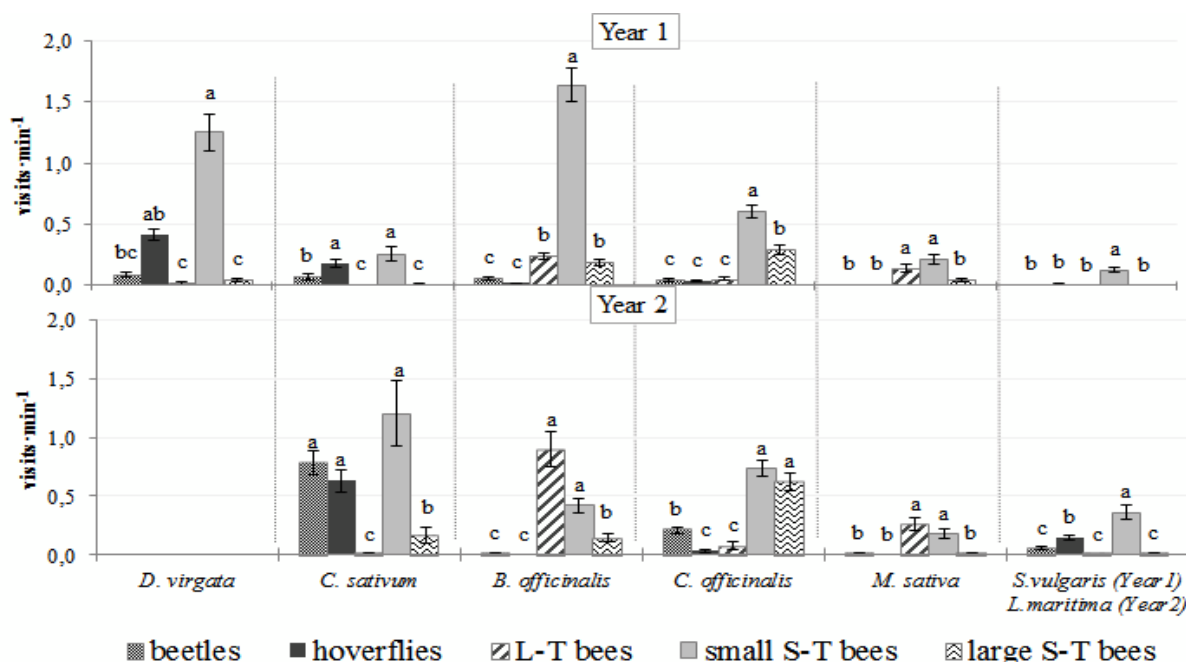 Year 1
visits·min⁻¹
2,0
1,5
1,0
0,5
0,0
bc ab c a c
b a c a c
b c b a b
c c c a b
b b a a b
b b b a b
Year 2
visits·min⁻¹
2,0
1,5
1,0
0,5
0,0
a a c a b
c c a a b
b c c a a
b b a a b
c b c a c
D. virgata C. sativum B. officinalis C. officinalis M. sativa S.vulgaris (Year1)
L.maritima (Year2)
beetles hoverflies L-T bees small S-T bees large S-T bees